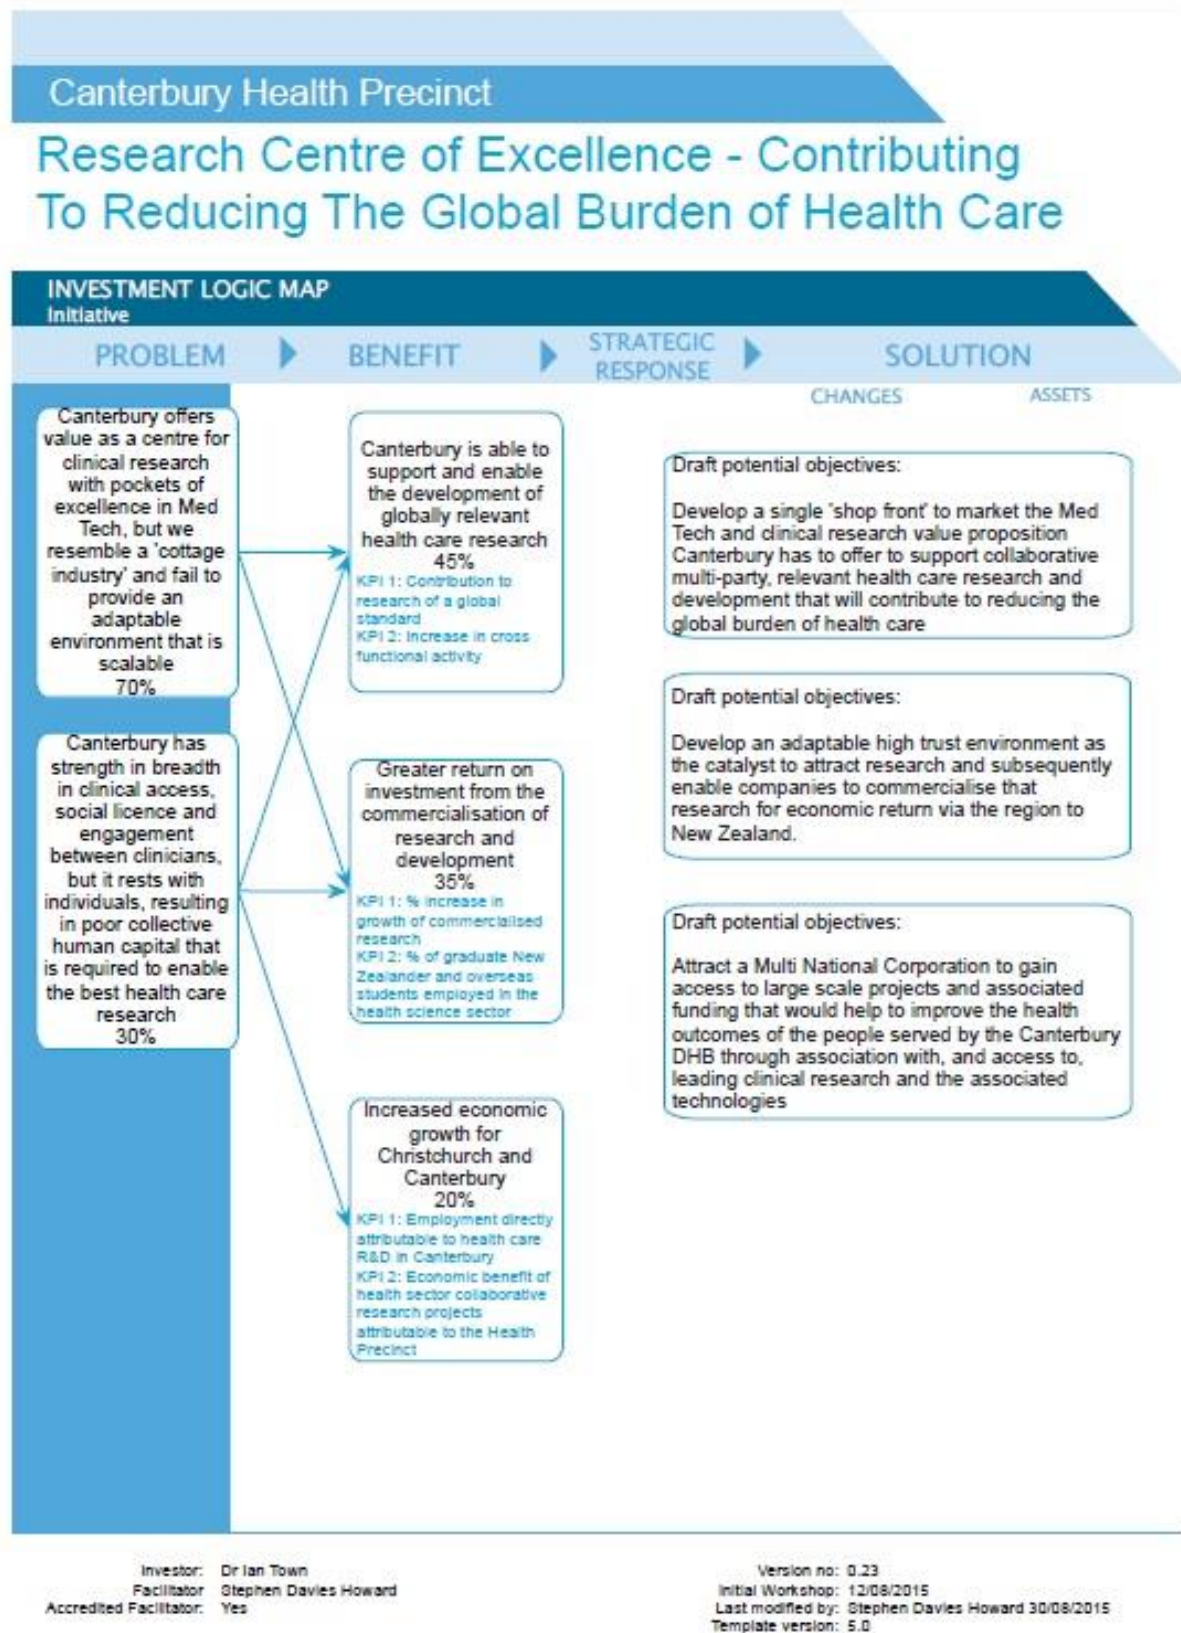 Canterbury Health Precinct
Research Centre of Excellence - Contributing
To Reducing The Global Burden of Health Care
INVESTMENT LOGIC MAP
Initiative
PROBLEM
BENEFIT
STRATEGIC
RESPONSE
SOLUTION
CHANGES
ASSETS
Canterbury offers
value as a centre for
clinical research
with pockets of
excellence in Med
Tech, but we
resemble a 'cottage
industry' and fail to
provide an
adaptable
environment that is
scalable
70%
Canterbury has
strength in breadth
in clinical access,
social licence and
engagement
between clinicians,
but it rests with
individuals, resulting
in poor collective
human capital that
is required to enable
the best health care
research
30%
Canterbury is able to
support and enable
the development of
globally relevant
health care research
45%
KPI 1: Contribution to
research of a global
standard
KPI 2: Increase in cross
functional activity
Greater return on
investment from the
commercialisation of
research and
development
35%
KPI 1: % increase in
growth of commercialised
research
KPI 2: % of graduate New
Zealander and overseas
students employed in the
health science sector
Increased economic
growth for
Christchurch and
Canterbury
20%
KPI 1: Employment directly
attributable to health care
R&D in Canterbury
KPI 2: Economic benefit of
health sector collaborative
research projects
attributable to the Health
Precinct
Draft potential objectives:
Develop a single 'shop front' to market the Med
Tech and clinical research value proposition
Canterbury has to offer to support collaborative
multi-party, relevant health care research and
development that will contribute to reducing the
global burden of health care
Draft potential objectives:
Develop an adaptable high trust environment as
the catalyst to attract research and subsequently
enable companies to commercialise that
research for economic return via the region to
New Zealand.
Draft potential objectives:
Attract a Multi National Corporation to gain
access to large scale projects and associated
funding that would help to improve the health
outcomes of the people served by the Canterbury
DHB through association with, and access to,
leading clinical research and the associated
technologies
Investor: Dr Ian Town
Facilitator Stephen Davies Howard
Accredited Facilitator: Yes
Version no: 0.23
Initial Workshop: 12/08/2015
Last modified by: Stephen Davies Howard 30/08/2015
Template version: 5.0